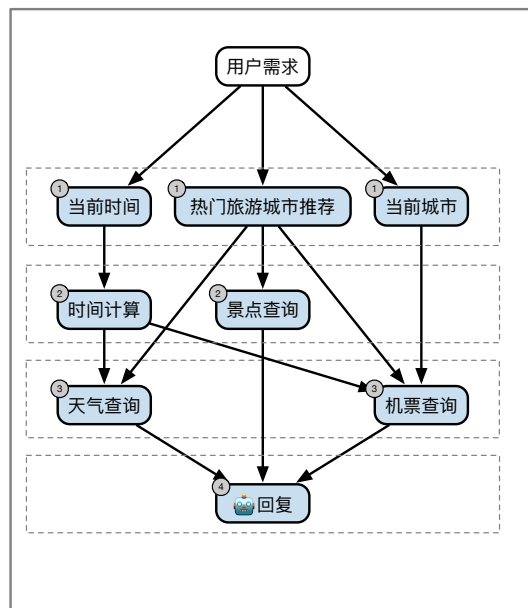 用户需求
1 当前时间
1 热门旅游城市推荐
1 当前城市
2 时间计算
2 景点查询
3 天气查询
3 机票查询
4 🤖回复